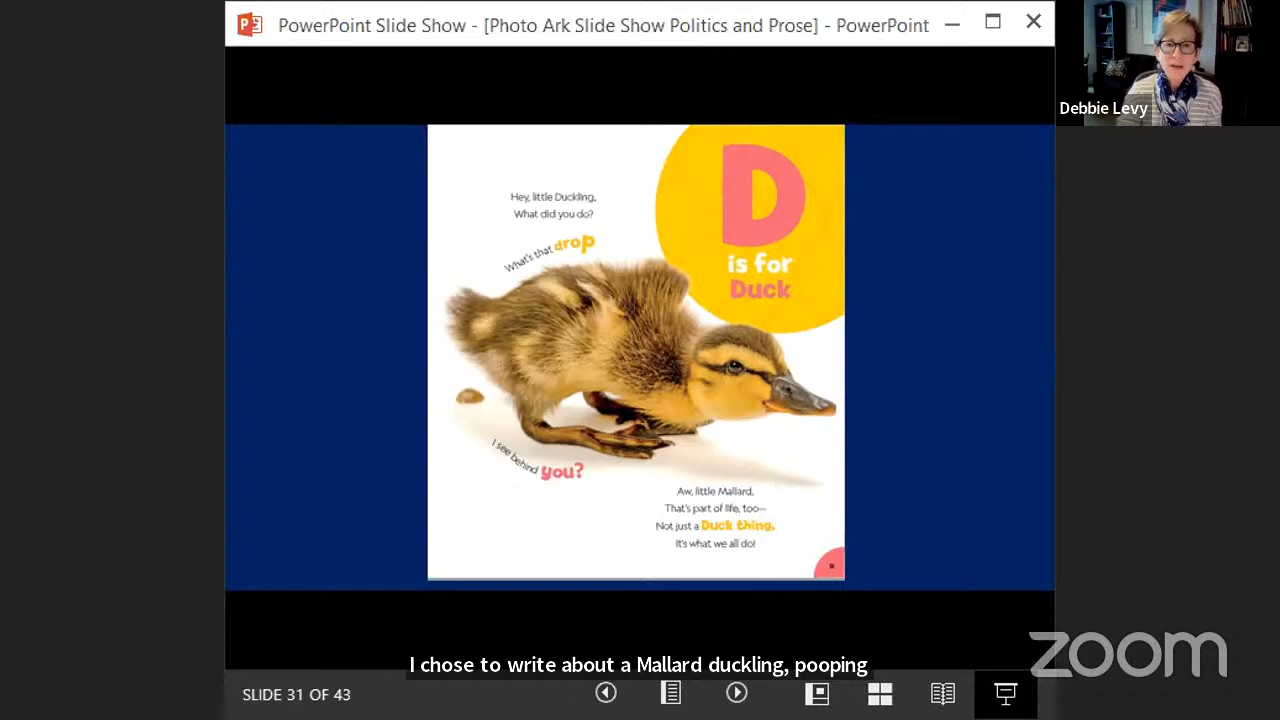 PowerPoint Slide Show - [Photo Ark Slide Show Politics and Prose] - PowerPoint
Debbie Levy
D
is for
Duck
Hey, little Duckling,
What did you do?
What's that drop
I see behind you?
Aw, little Mallard,
That's part of life, too—
Not just a Duck thing,
It's what we all do!
9
I chose to write about a Mallard duckling, pooping
zoom
SLIDE 31 OF 43